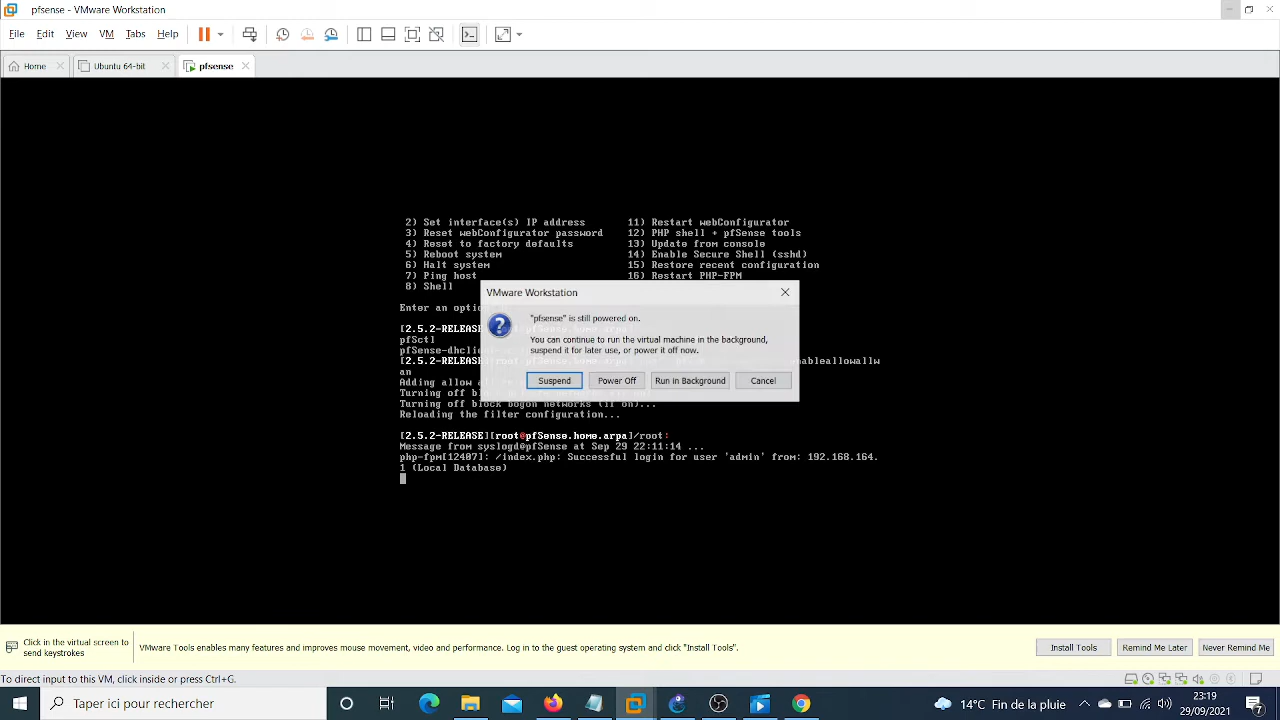 pfsense - VMware Workstation
File Edit View VM Tabs Help
Home Ubuntu 64-bit pfsense
2) Set interface(s) IP address 11) Restart webConfigurator
3) Reset webConfigurator password 12) PHP shell + pfSense tools
4) Reset to factory defaults 13) Update from console
5) Reboot system 14) Enable Secure Shell (sshd)
6) Halt system 15) Restore recent configuration
7) Ping host 16) Restart PHP-FPM
8) Shell
Enter an optio
[2.5.2-RELEASE]
pfSctl
pfSense-dhclien
[2.5.2-RELEASE] enableallowallw
an
Adding allow all
Turning off block bogon networks (if on)...
Reloading the filter configuration...
[2.5.2-RELEASE][root@pfSense.home.arpa]/root:
Message from syslogd@pfSense at Sep 29 22:11:14 ...
php-fpm[12407]: /index.php: Successful login for user 'admin' from: 192.168.164.
1 (Local Database)
VMware Workstation
"pfsense" is still powered on.
You can continue to run the virtual machine in the background,
suspend it for later use, or power it off now.
Suspend Power Off Run in Background Cancel
Click in the virtual screen to
send keystrokes
VMware Tools enables many features and improves mouse movement, video and performance. Log in to the guest operating system and click "Install Tools".
Install Tools Remind Me Later Never Remind Me
To direct input to this VM, click inside or press Ctrl+G.
Taper ici pour rechercher
14°C Fin de la pluie
23:19
29/09/2021